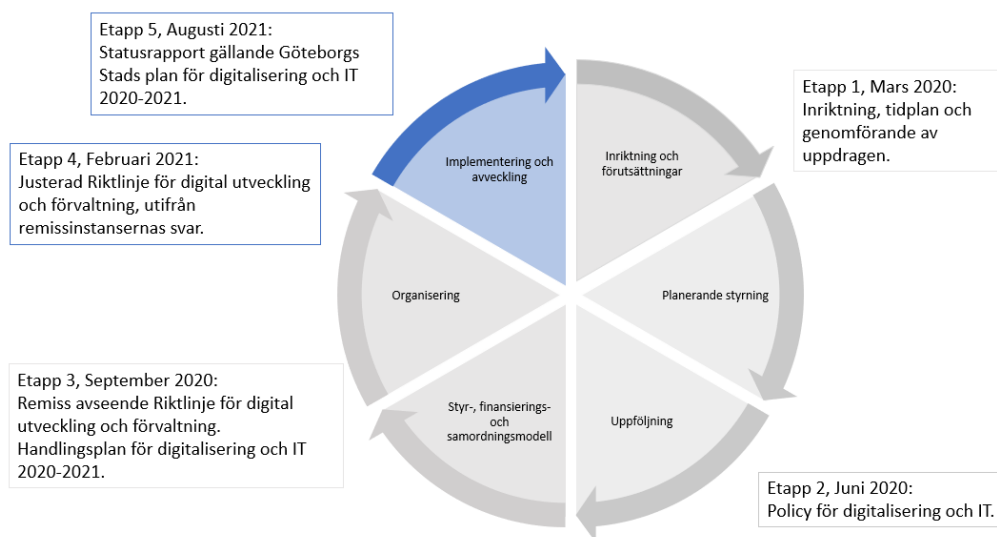 Etapp 5, Augusti 2021:
Statusrapport gällande Göteborgs
Stads plan för digitalisering och IT
2020-2021.
Etapp 1, Mars 2020:
Inriktning, tidplan och
genomförande av
uppdragen.
Etapp 4, Februari 2021:
Justerad Riktlinje för digital utveckling
och förvaltning, utifrån
remissinstansernas svar.
Implementering och
avveckling
Inriktning och
förutsättningar
Organisering
Planerande styrning
Etapp 3, September 2020:
Remiss avseende Riktlinje för digital
utveckling och förvaltning.
Handlingsplan för digitalisering och IT
2020-2021.
Styr-, finansierings-
och
samordningsmodell
Uppföljning
Etapp 2, Juni 2020:
Policy för digitalisering och IT.